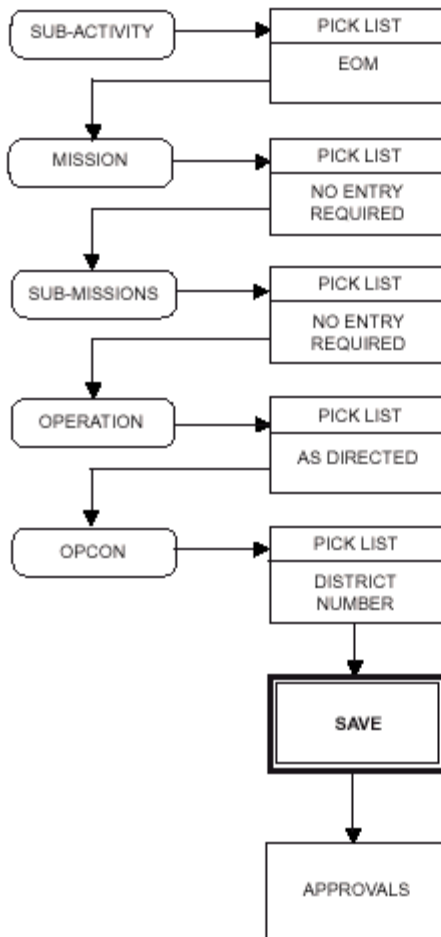 SUB-ACTIVITY
PICK LIST
EOM
MISSION
PICK LIST
NO ENTRY
REQUIRED
SUB-MISSIONS
PICK LIST
NO ENTRY
REQUIRED
OPERATION
PICK LIST
AS DIRECTED
OPCON
PICK LIST
DISTRICT
NUMBER
SAVE
APPROVALS